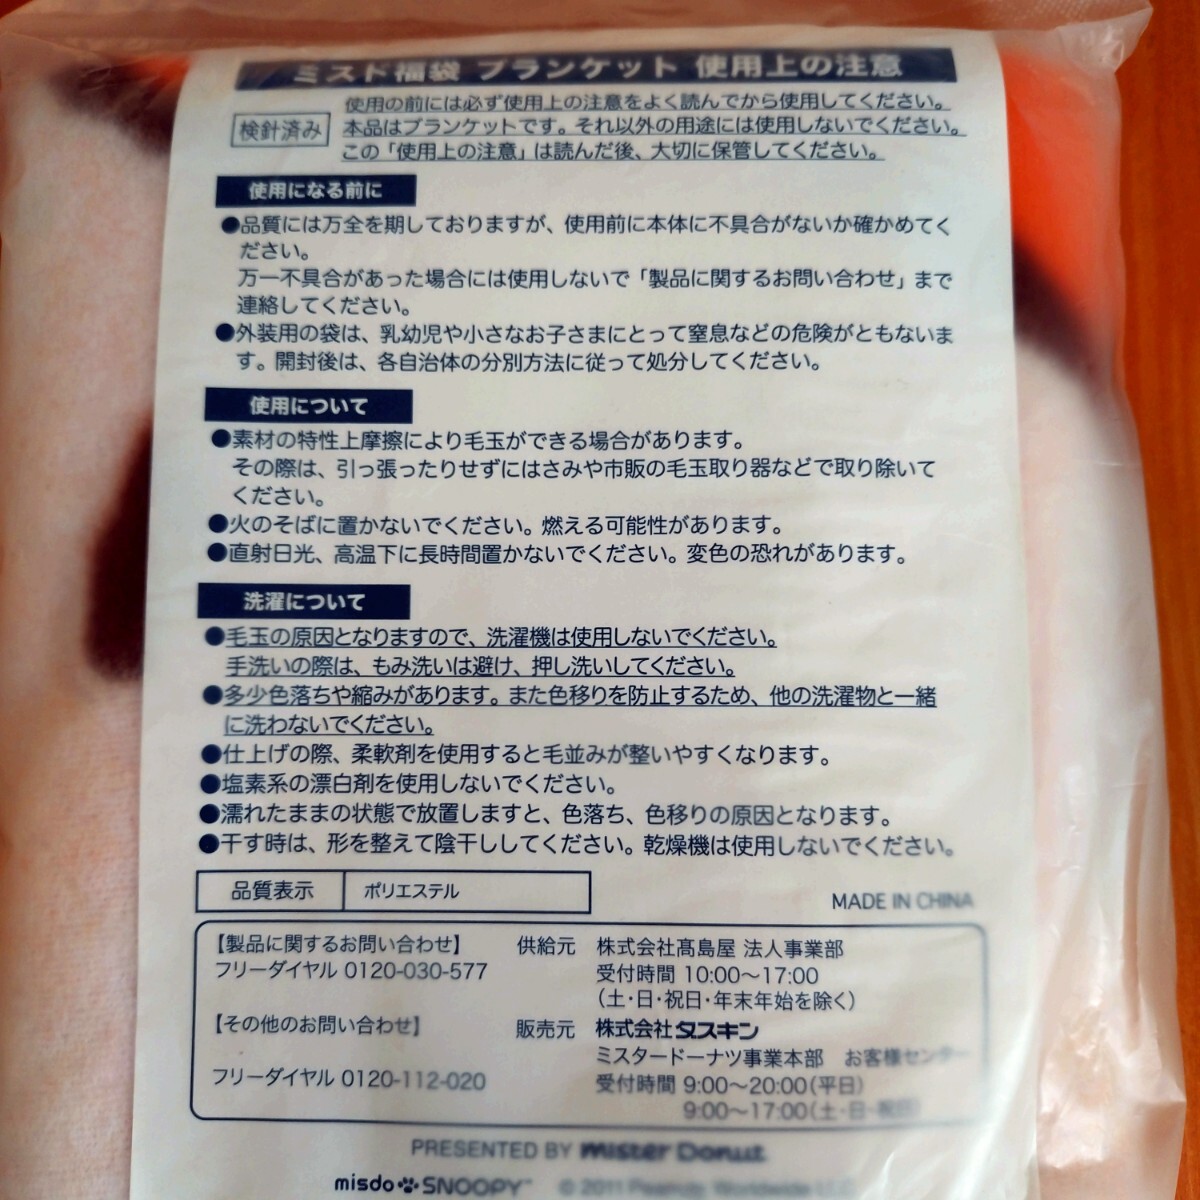 ミスド福袋 ブランケット 使用上の注意
使用の前には必ず使用上の注意をよく読んでから使用してください。
検針済み 本品はブランケットです。それ以外の用途には使用しないでください。
この「使用上の注意」は読んだ後、大切に保管してください。
使用になる前に
●品質には万全を期しておりますが、使用前に本体に不具合がないか確かめてく
ださい。
万一不具合があった場合には使用しないで「製品に関するお問い合わせ」まで
連絡してください。
●外装用の袋は、乳幼児や小さなお子さまにとって窒息などの危険がともないま
す。開封後は、各自治体の分別方法に従って処分してください。
使用について
●素材の特性上摩擦により毛玉ができる場合があります。
その際は、引っ張ったりせずにはさみや市販の毛玉取り器などで取り除いて
ください。
●火のそばに置かないでください。燃える可能性があります。
●直射日光、高温下に長時間置かないでください。変色の恐れがあります。
洗濯について
●毛玉の原因となりますので、洗濯機は使用しないでください。
手洗いの際は、もみ洗いは避け、押し洗いしてください。
●多少色落ちや縮みがあります。また色移りを防止するため、他の洗濯物と一緒
に洗わないでください。
●仕上げの際、柔軟剤を使用すると毛並みが整いやすくなります。
●塩素系の漂白剤を使用しないでください。
●濡れたままの状態で放置しますと、色落ち、色移りの原因となります。
●干す時は、形を整えて陰干ししてください。乾燥機は使用しないでください。
品質表示 ポリエステル
MADE IN CHINA
【製品に関するお問い合わせ】 供給元 株式会社髙島屋 法人事業部
フリーダイヤル 0120-030-577 受付時間 10:00～17:00
(土・日・祝日・年末年始を除く)
【その他のお問い合わせ】 販売元 株式会社ダスキン
ミスタードーナツ事業本部 お客様センター
フリーダイヤル 0120-112-020 受付時間 9:00～20:00(平日)
9:00～17:00(土・日・祝日)
PRESENTED BY mister Donut
misdo SNOOPY © 2011 Peanuts Worldwide LLC